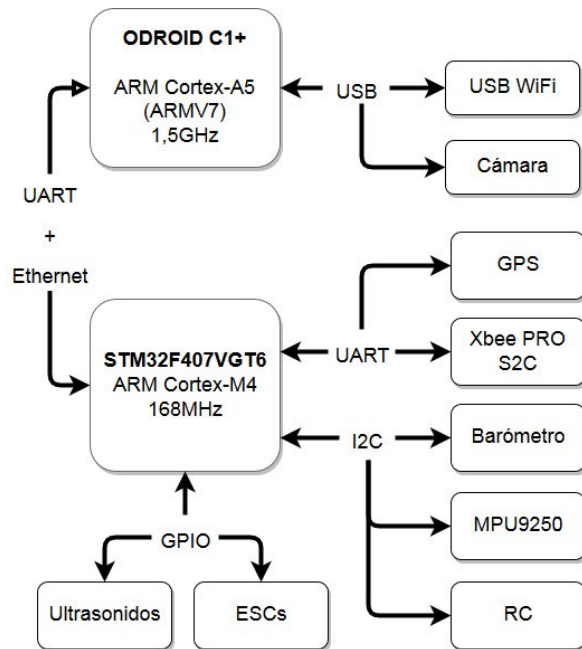 ODROID C1+
ARM Cortex-A5
(ARMV7)
1,5GHz
USB
USB WiFi
Cámara
UART
+
Ethernet
STM32F407VGT6
ARM Cortex-M4
168MHz
UART
GPS
Xbee PRO
S2C
I2C
Barómetro
MPU9250
RC
GPIO
Ultrasonidos
ESCs